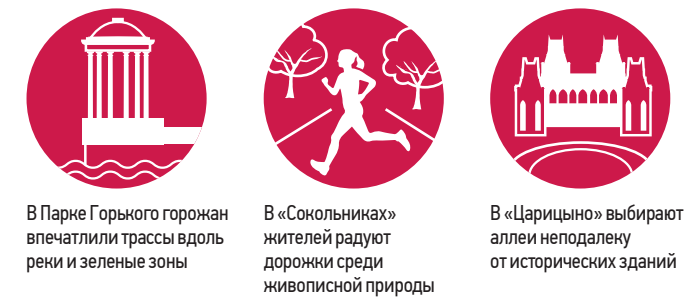 В Парке Горького горожан
впечатлили трассы вдоль
реки и зеленые зоны
В «Сокольниках»
жителей радуют
дорожки среди
живописной природы
В «Царицыно» выбирают
аллеи неподалеку
от исторических зданий